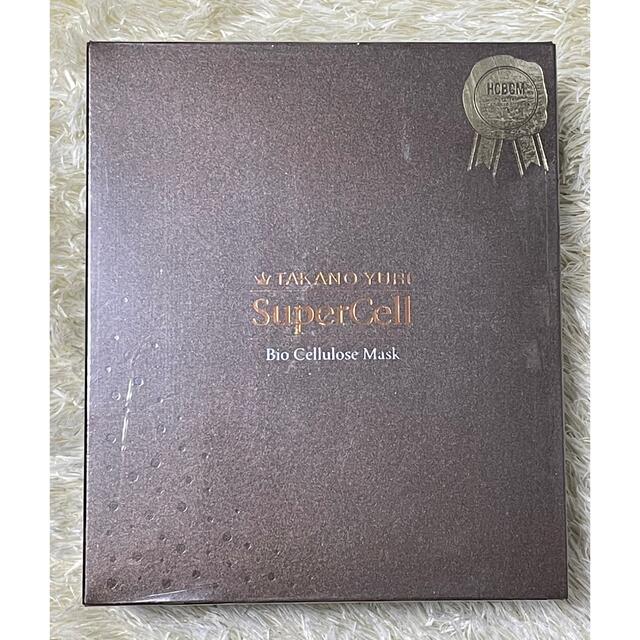 HCBCM
TAKANO YURI
SuperCell
Bio Cellulose Mask